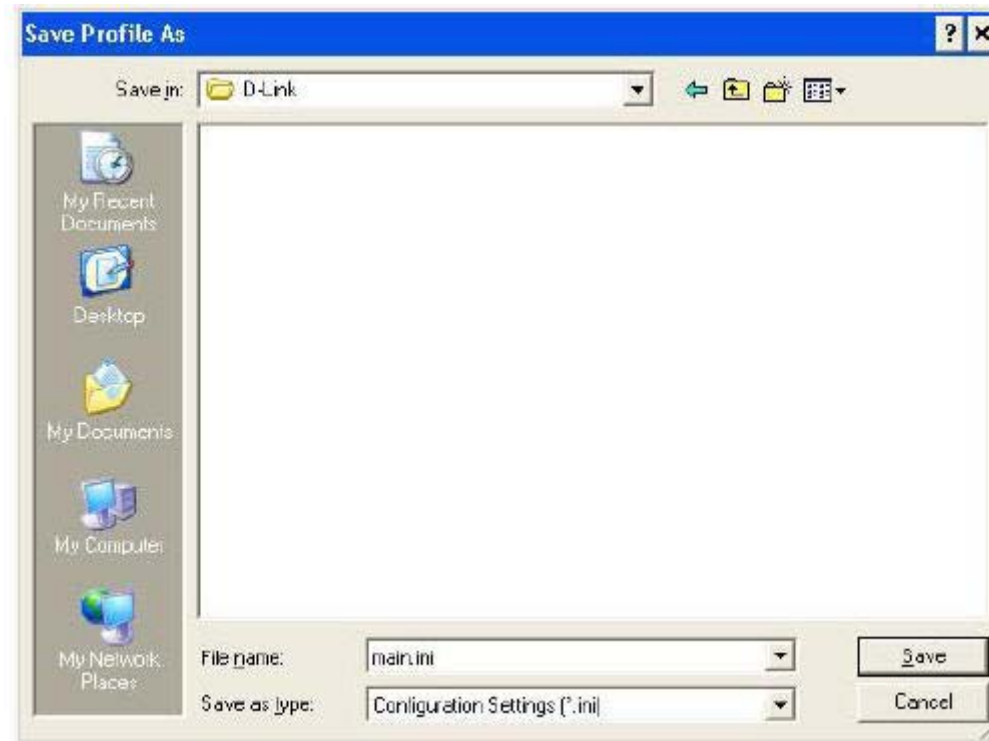 Save Profile As
Save in:
D-Link
My Recent
Documents
Desktop
My Documents
My Computer
My Network
Places
File name:
main.ini
Save
Save as type:
Configuration Settings (*.ini)
Cancel